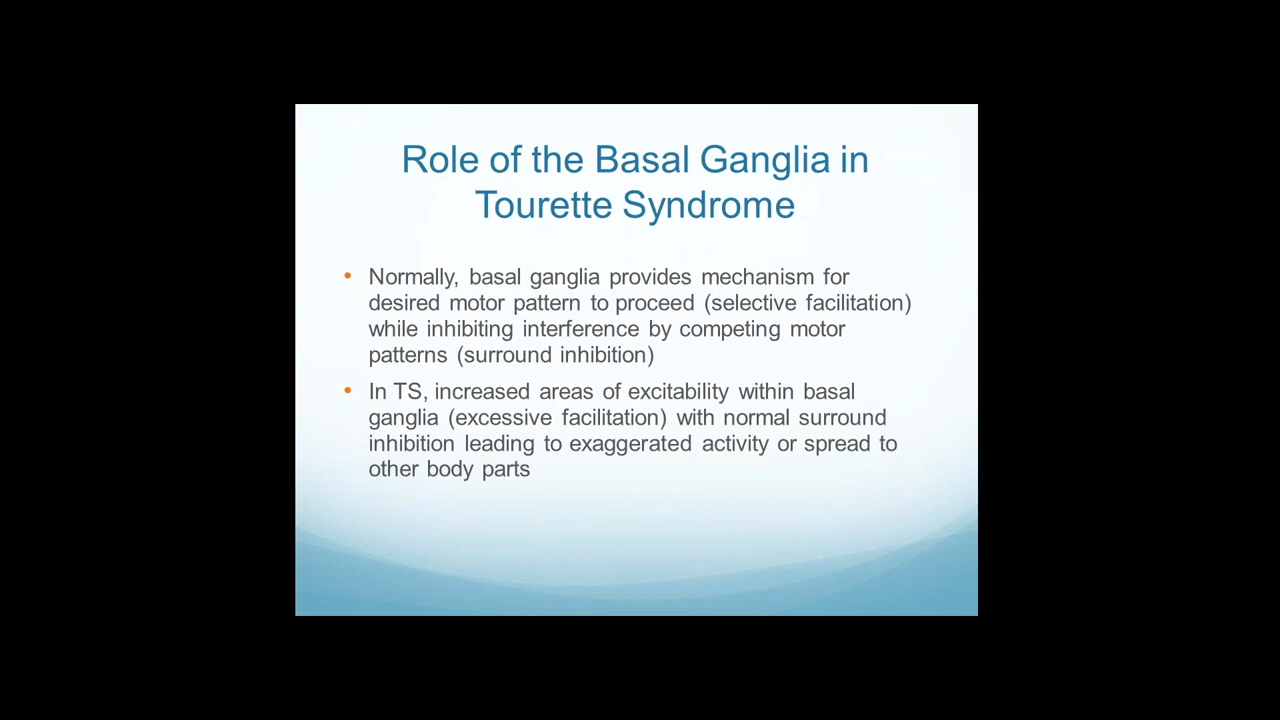 Role of the Basal Ganglia in
Tourette Syndrome
• Normally, basal ganglia provides mechanism for
desired motor pattern to proceed (selective facilitation)
while inhibiting interference by competing motor
patterns (surround inhibition)
• In TS, increased areas of excitability within basal
ganglia (excessive facilitation) with normal surround
inhibition leading to exaggerated activity or spread to
other body parts